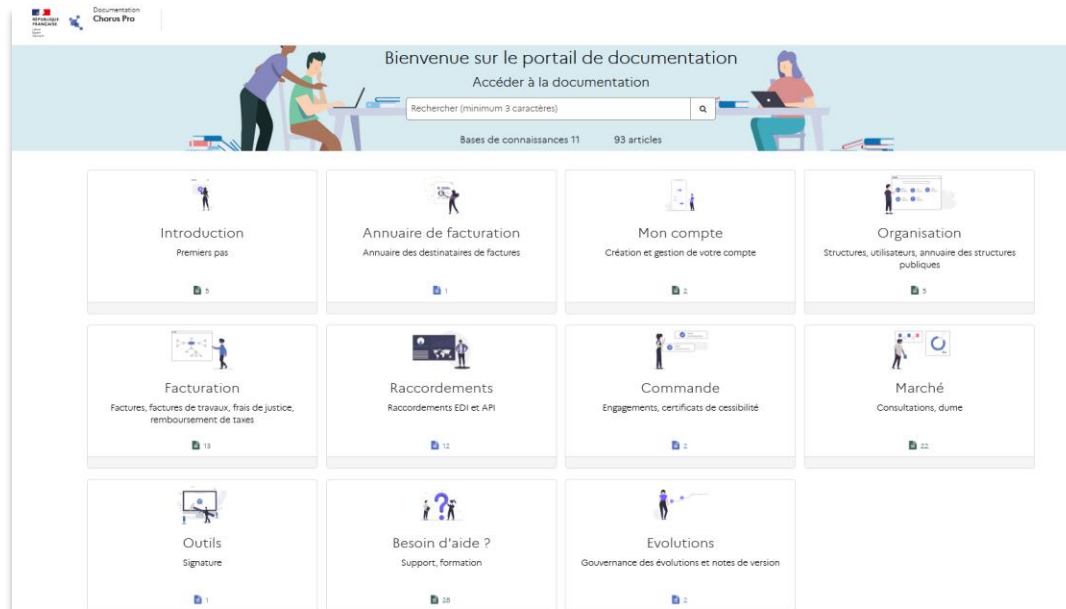 Documentation
Chorus Pro
RÉPUBLIQUE
FRANÇAISE
Bienvenue sur le portail de documentation
Accéder à la documentation
Rechercher (minimum 3 caractères)
Bases de connaissances 11 93 articles
Introduction
Premiers pas
5
Annuaire de facturation
Annuaire des destinataires de factures
1
Mon compte
Création et gestion de votre compte
2
Organisation
Structures, utilisateurs, annuaire des structures
publiques
5
Facturation
Factures, factures de travaux, frais de justice,
remboursement de taxes
13
Raccordements
Raccordements EDI et API
12
Commande
Engagements, certificats de cessibilité
2
Marché
Consultations, dume
22
Outils
Signature
1
Besoin d'aide ?
Support, formation
28
Evolutions
Gouvernance des évolutions et notes de version
2